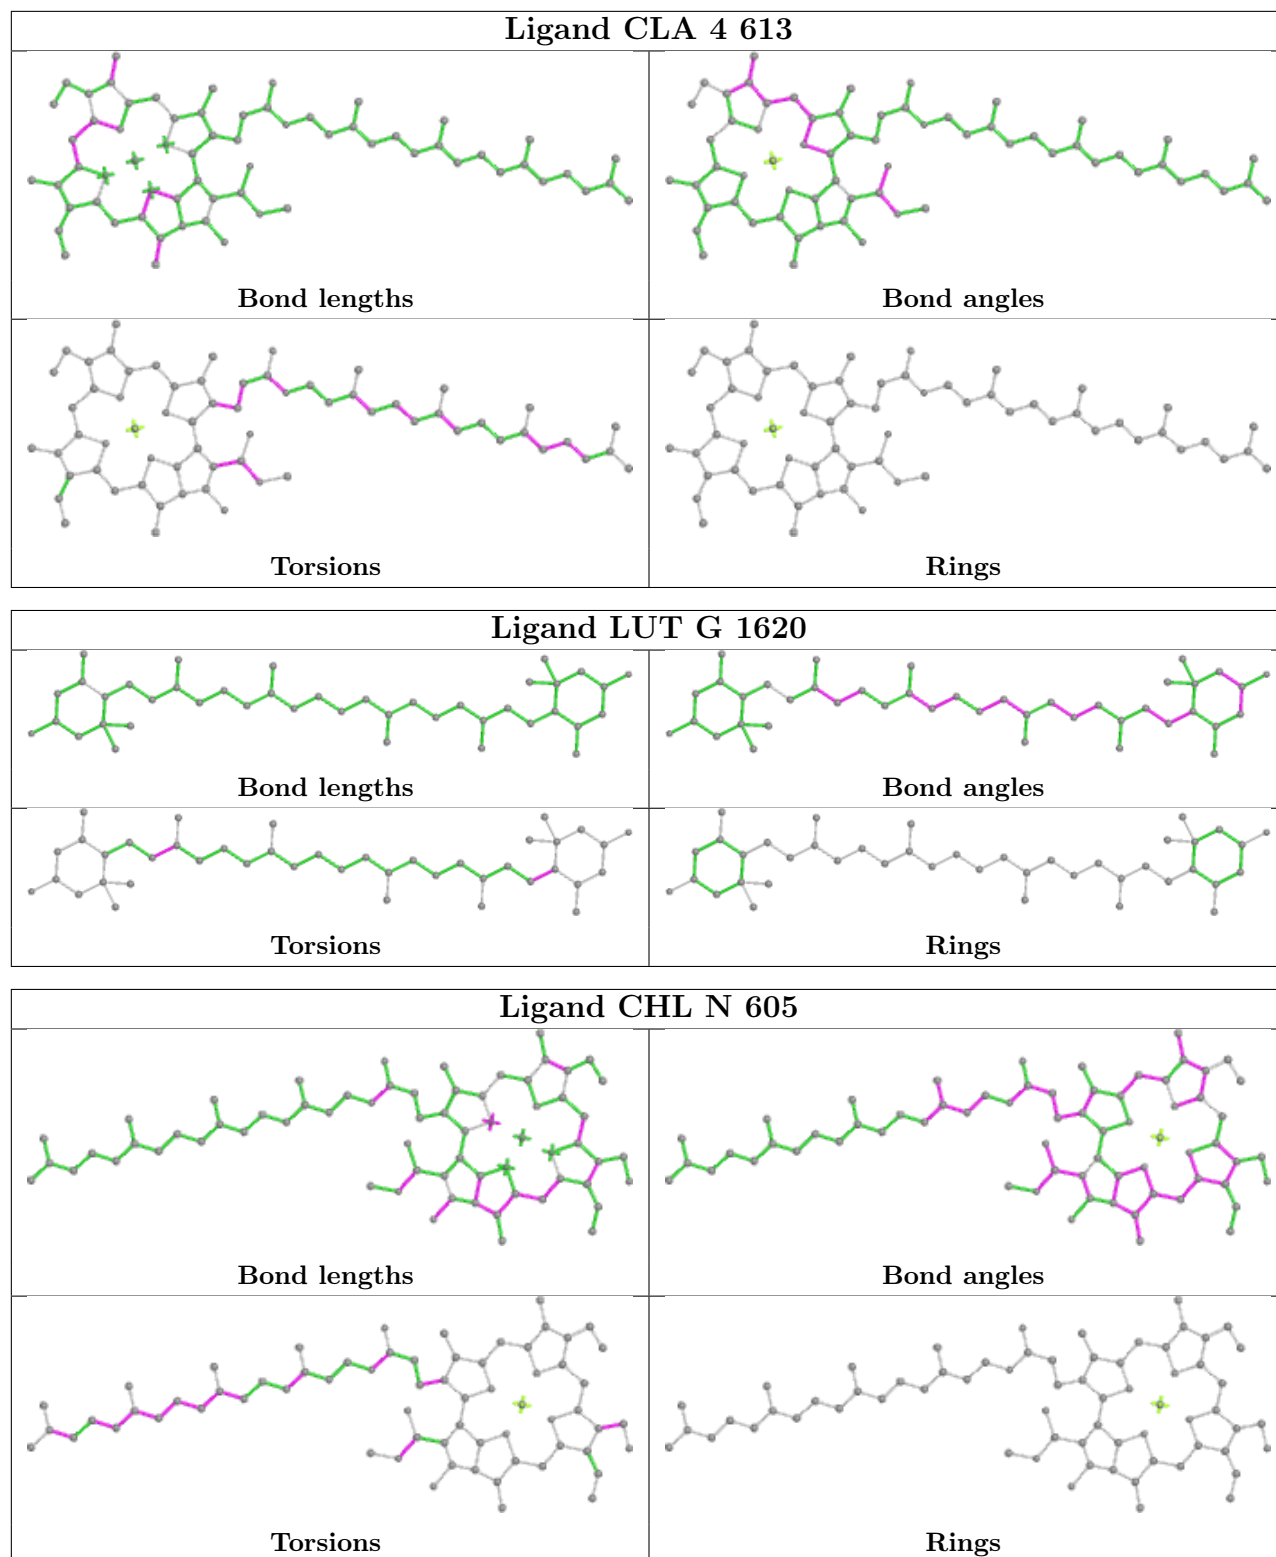 Ligand CLA 4 613
Bond lengths
Bond angles
Torsions
Rings
Ligand LUT G 1620
Bond lengths
Bond angles
Torsions
Rings
Ligand CHL N 605
Bond lengths
Bond angles
Torsions
Rings